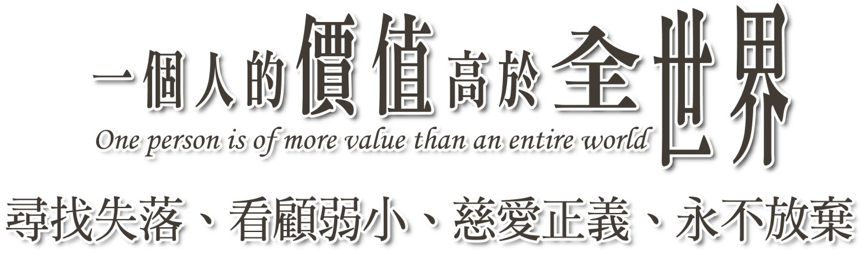 一個人的價值高於全世界
One person is of more value than an entire world
尋找失落、看顧弱小、慈愛正義、永不放棄